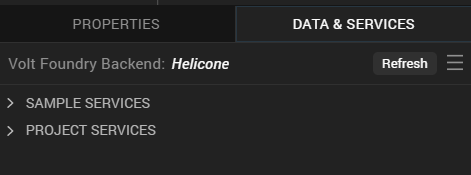 PROPERTIES DATA & SERVICES
Volt Foundry Backend: Helicone Refresh
SAMPLE SERVICES
PROJECT SERVICES